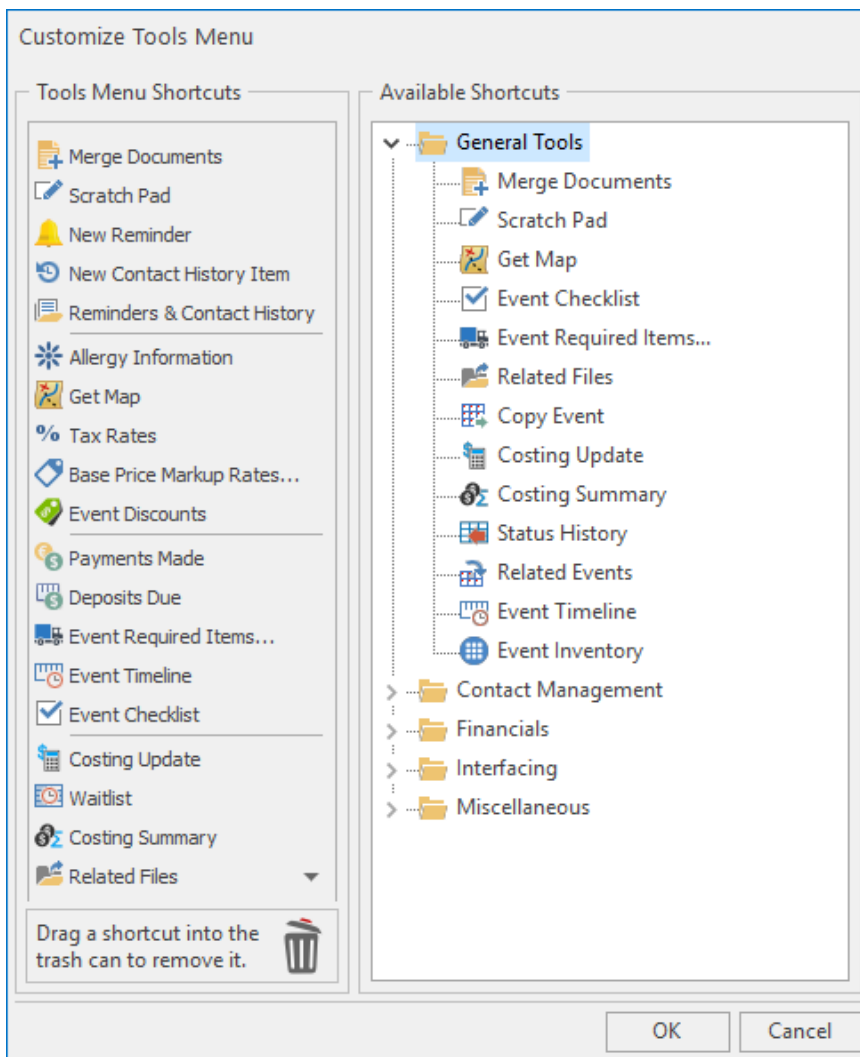 Customize Tools Menu
Tools Menu Shortcuts
Merge Documents
Scratch Pad
New Reminder
New Contact History Item
Reminders & Contact History
Allergy Information
Get Map
% Tax Rates
Base Price Markup Rates...
Event Discounts
Payments Made
Deposits Due
Event Required Items...
Event Timeline
Event Checklist
Costing Update
Waitlist
Costing Summary
Related Files
Drag a shortcut into the
trash can to remove it.
Available Shortcuts
General Tools
Merge Documents
Scratch Pad
Get Map
Event Checklist
Event Required Items...
Related Files
Copy Event
Costing Update
Costing Summary
Status History
Related Events
Event Timeline
Event Inventory
Contact Management
Financials
Interfacing
Miscellaneous
OK
Cancel